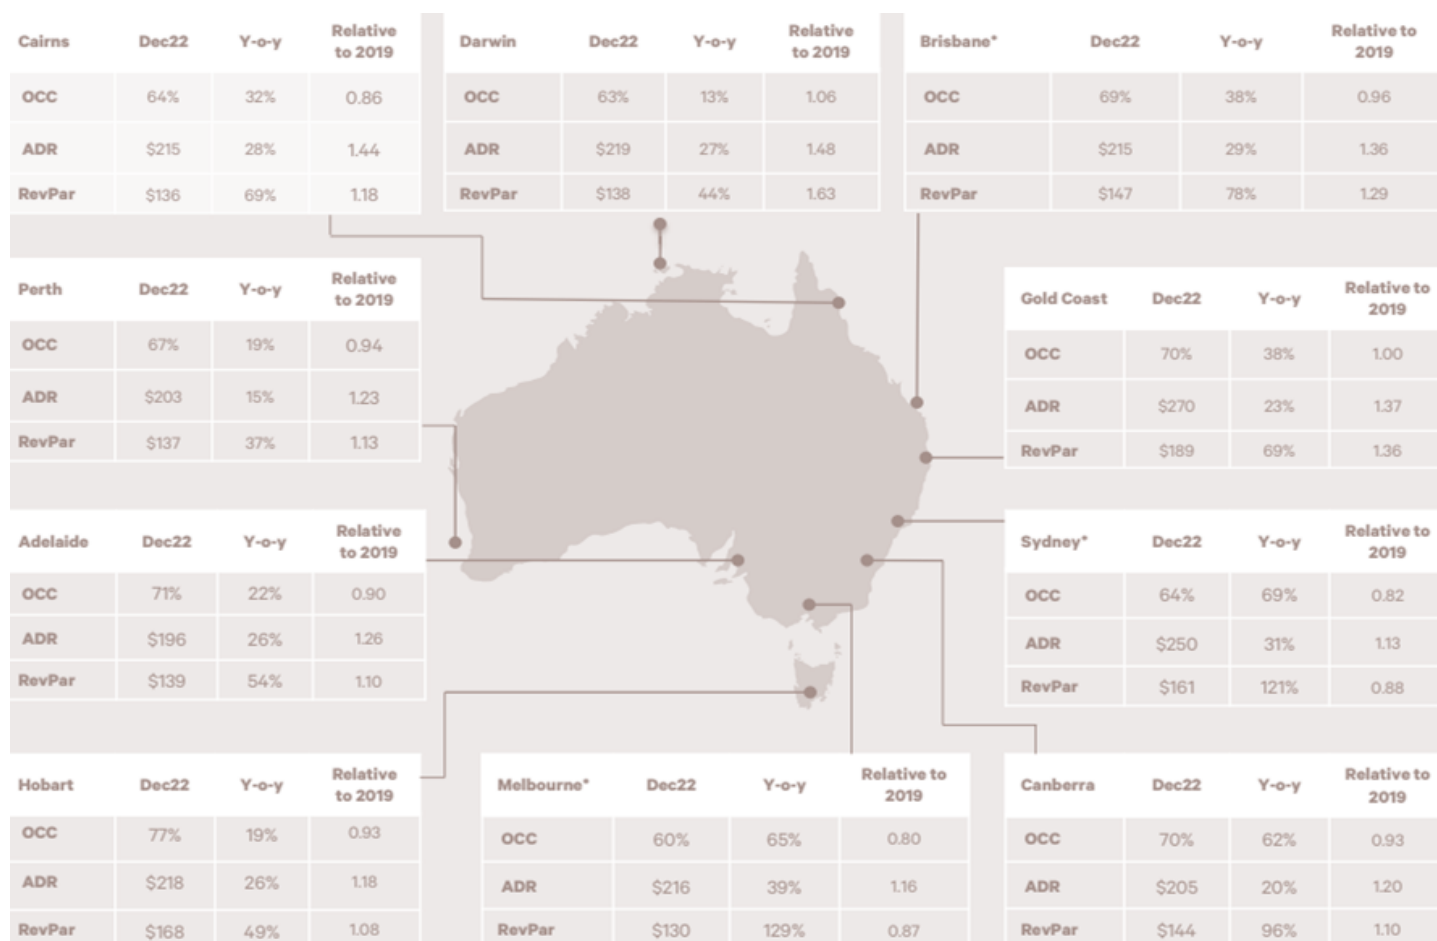 Cairns Dec22 Y-o-y Relative to 2019
OCC 64% 32% 0.86
ADR $215 28% 1.44
RevPar $136 69% 1.18
Darwin Dec22 Y-o-y Relative to 2019
OCC 63% 13% 1.06
ADR $219 27% 1.48
RevPar $138 44% 1.63
Brisbane* Dec22 Y-o-y Relative to 2019
OCC 69% 38% 0.96
ADR $215 29% 1.36
RevPar $147 78% 1.29
Perth Dec22 Y-o-y Relative to 2019
OCC 67% 19% 0.94
ADR $203 15% 1.23
RevPar $137 37% 1.13
Gold Coast Dec22 Y-o-y Relative to 2019
OCC 70% 38% 1.00
ADR $270 23% 1.37
RevPar $189 69% 1.36
Adelaide Dec22 Y-o-y Relative to 2019
OCC 71% 22% 0.90
ADR $196 26% 1.26
RevPar $139 54% 1.10
Sydney* Dec22 Y-o-y Relative to 2019
OCC 64% 69% 0.82
ADR $250 31% 1.13
RevPar $161 121% 0.88
Hobart Dec22 Y-o-y Relative to 2019
OCC 77% 19% 0.93
ADR $218 26% 1.18
RevPar $168 49% 1.08
Melbourne* Dec22 Y-o-y Relative to 2019
OCC 60% 65% 0.80
ADR $216 39% 1.16
RevPar $130 129% 0.87
Canberra Dec22 Y-o-y Relative to 2019
OCC 70% 62% 0.93
ADR $205 20% 1.20
RevPar $144 96% 1.10